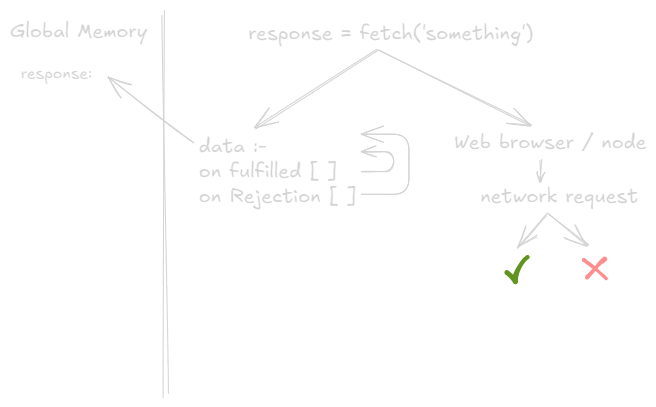 Global Memory
response = fetch('something')
response:
data :-
on fulfilled [ ]
on Rejection [ ]
Web browser / node
network request